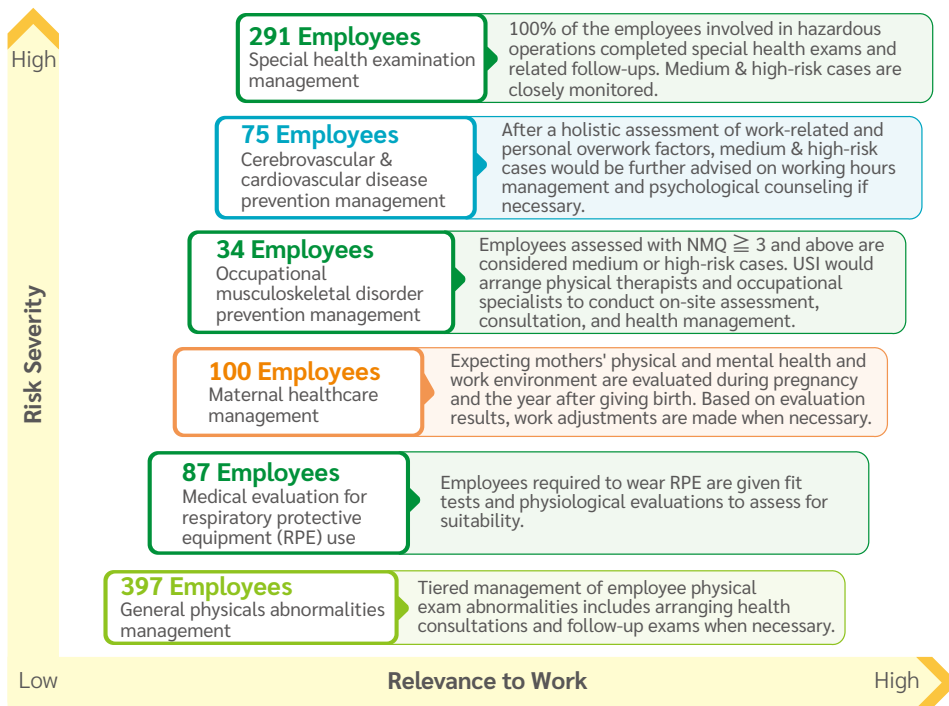 High
291 Employees
Special health examination
management
100% of the employees involved in hazardous
operations completed special health exams and
related follow-ups. Medium & high-risk cases are
closely monitored.
75 Employees
Cerebrovascular &
cardiovascular disease
prevention management
After a holistic assessment of work-related and
personal overwork factors, medium & high-risk
cases would be further advised on working hours
management and psychological counseling if
necessary.
34 Employees
Occupational
musculoskeletal disorder
prevention management
Employees assessed with NMQ ≧ 3 and above are
considered medium or high-risk cases. USI would
arrange physical therapists and occupational
specialists to conduct on-site assessment,
consultation, and health management.
Risk Severity
100 Employees
Maternal healthcare
management
Expecting mothers' physical and mental health and
work environment are evaluated during pregnancy
and the year after giving birth. Based on evaluation
results, work adjustments are made when necessary.
87 Employees
Medical evaluation for
respiratory protective
equipment (RPE) use
Employees required to wear RPE are given fit
tests and physiological evaluations to assess for
suitability.
397 Employees
General physicals abnormalities
management
Tiered management of employee physical
exam abnormalities includes arranging health
consultations and follow-up exams when necessary.
Low
Relevance to Work
High